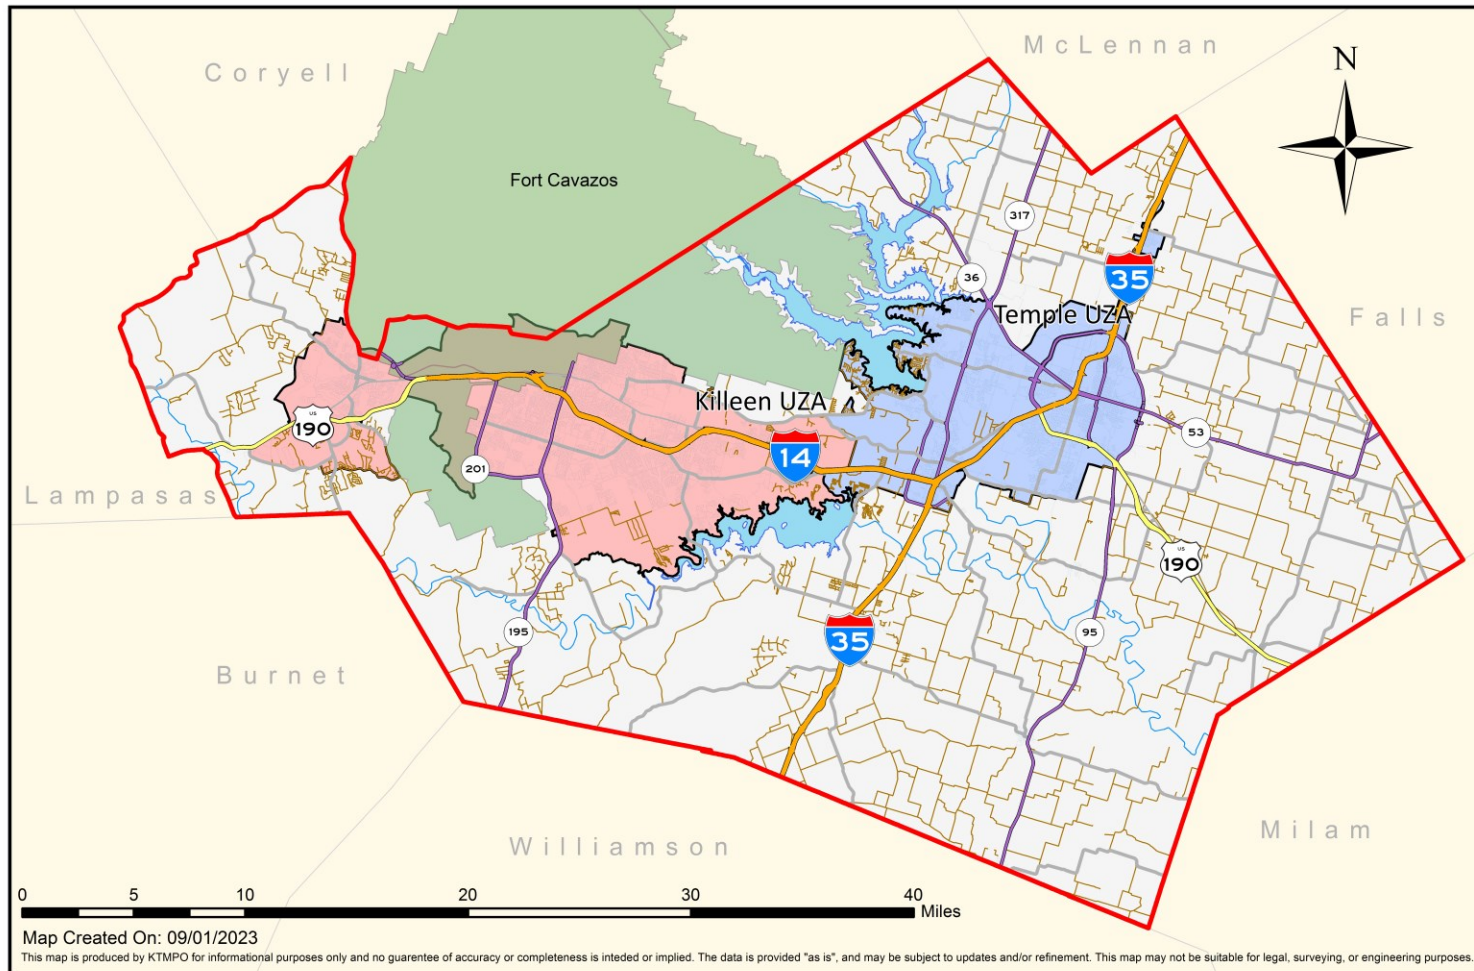 McLennan
N
Coryell
Fort Cavazos
317
36
35
Temple UZA
Falls
Killeen UZA
US
190
53
14
201
Lampasas
US
190
195
35
95
Burnet
Milam
Williamson
0 5 10 20 30 40
Miles
Map Created On: 09/01/2023
This map is produced by KTMPO for informational purposes only and no guarentee of accuracy or completeness is inteded or implied. The data is provided "as is", and may be subject to updates and/or refinement. This map may not be suitable for legal, surveying, or engineering purposes.